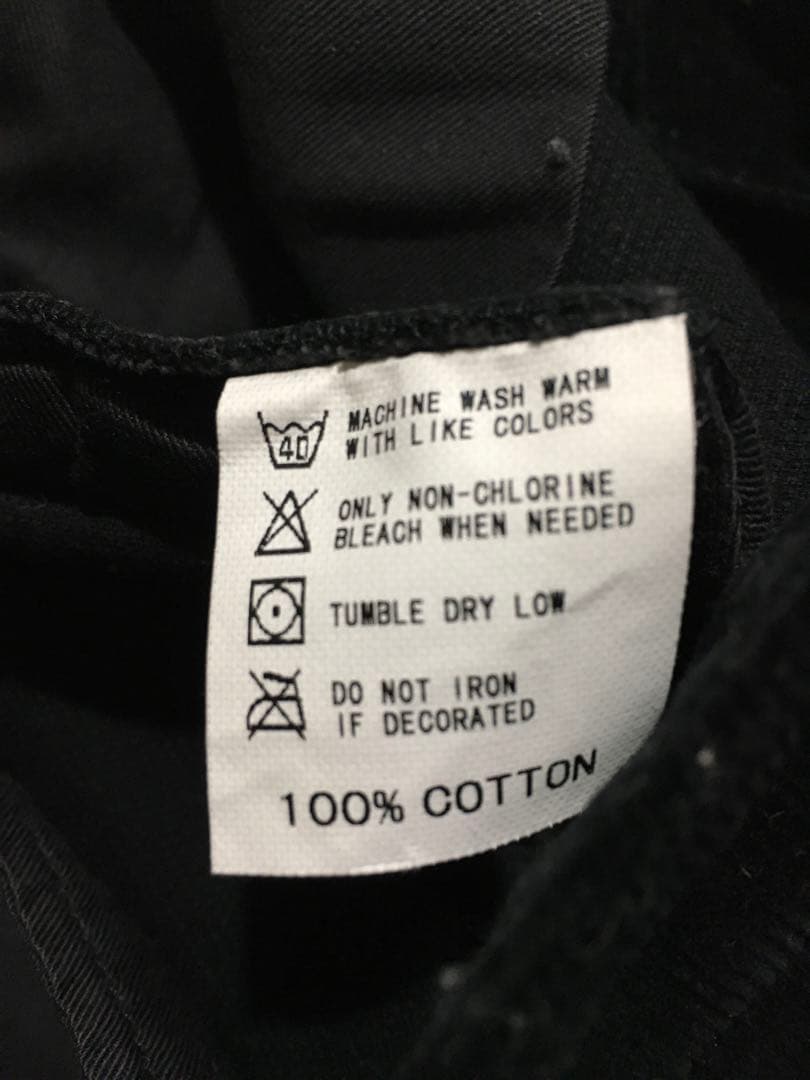 40
MACHINE WASH WARM
WITH LIKE COLORS
ONLY NON-CHLORINE
BLEACH WHEN NEEDED
TUMBLE DRY LOW
DO NOT IRON
IF DECORATED
100% COTTON